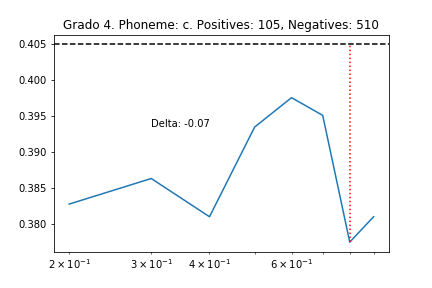 Grado 4. Phoneme: c. Positives: 105, Negatives: 510
0.405
0.400
0.395
Delta: -0.07
0.390
0.385
0.380
2 × 10⁻¹ 3 × 10⁻¹ 4 × 10⁻¹ 6 × 10⁻¹